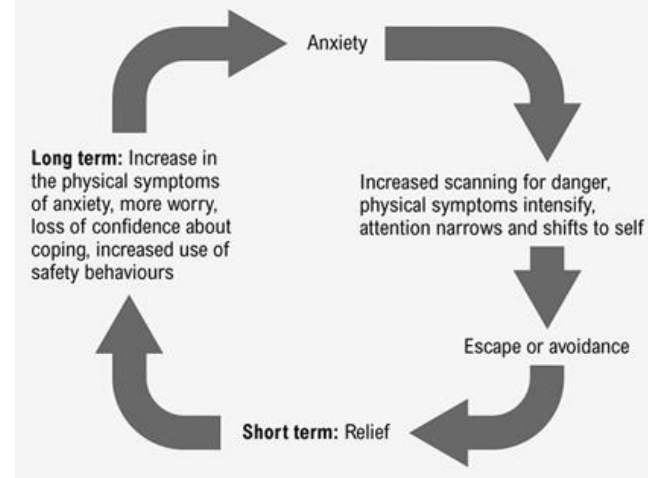 Anxiety
Increased scanning for danger,
physical symptoms intensify,
attention narrows and shifts to self
Escape or avoidance
Short term: Relief
Long term: Increase in
the physical symptoms
of anxiety, more worry,
loss of confidence about
coping, increased use of
safety behaviours